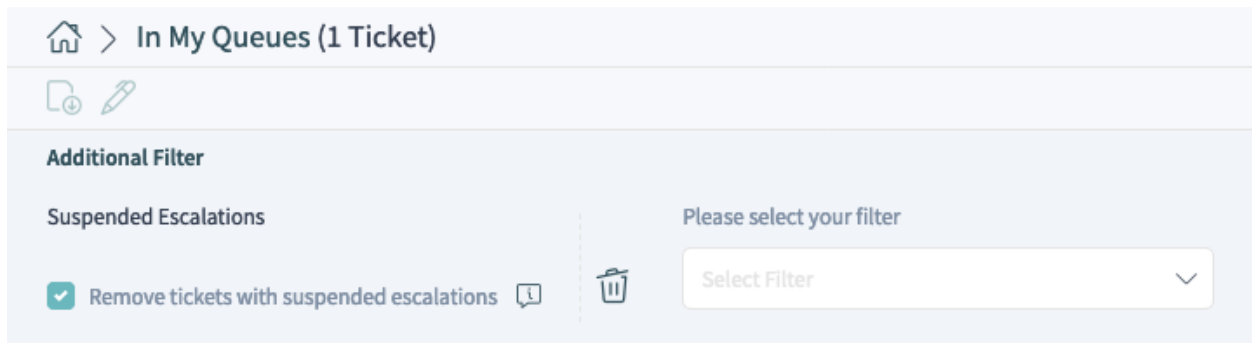 In My Queues (1 Ticket)
Additional Filter
Suspended Escalations
Please select your filter
Remove tickets with suspended escalations
Select Filter